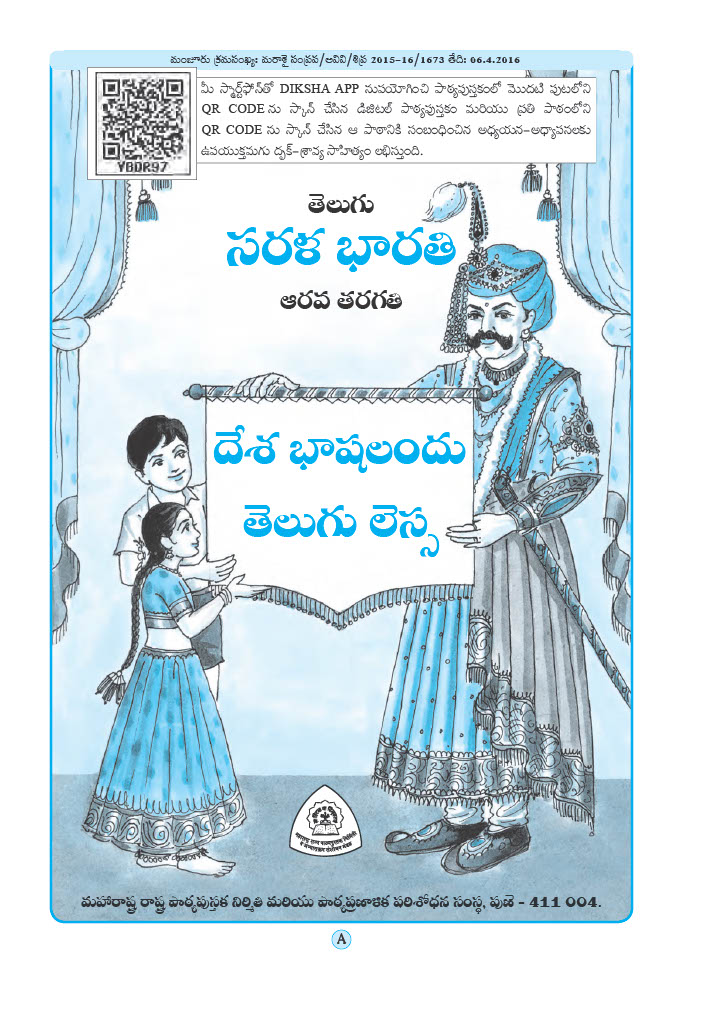 మంజూరు క్రమసంఖ్య: మరాశై సంప్రవ/అవివి/శిప్ర 2015-16/1673 తేది: 06.4.2016
మీ స్మార్ట్‌ఫోన్‌తో DIKSHA APP నుపయోగించి పాఠ్యపుస్తకంలో మొదటి పుటలోని
QR CODE ను స్కాన్ చేసిన డిజిటల్ పాఠ్యపుస్తకం మరియు ప్రతి పాఠంలోని
QR CODE ను స్కాన్ చేసిన ఆ పాఠానికి సంబంధించిన అధ్యయన-అధ్యాపనలకు
ఉపయుక్తమగు దృక్-శ్రావ్య సాహిత్యం లభిస్తుంది.
YBDR97
తెలుగు
సరళ భారతి
ఆరవ తరగతి
దేశ భాషలందు
తెలుగు లెస్స
మహారాష్ట్ర రాష్ట్ర పాఠ్యపుస్తక నిర్మితి మరియు పాఠ్యప్రణాళిక పరిశోధన సంస్థ, పుణె - 411 004.
A